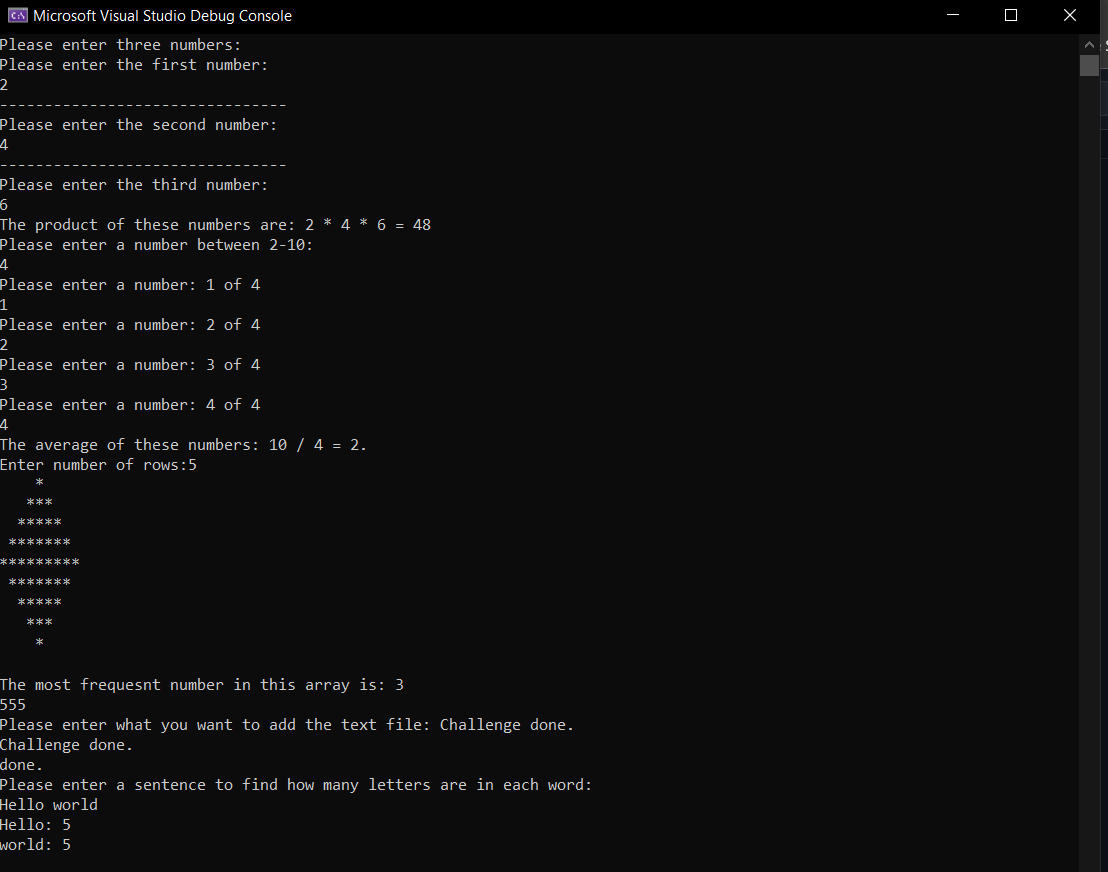 Microsoft Visual Studio Debug Console
Please enter three numbers:
Please enter the first number:
2
--------------------------------
Please enter the second number:
4
--------------------------------
Please enter the third number:
6
The product of these numbers are: 2 * 4 * 6 = 48
Please enter a number between 2-10:
4
Please enter a number: 1 of 4
1
Please enter a number: 2 of 4
2
Please enter a number: 3 of 4
3
Please enter a number: 4 of 4
4
The average of these numbers: 10 / 4 = 2.
Enter number of rows:5
    *
   ***
  *****
 *******
*********
 *******
  *****
   ***
    *
The most frequesnt number in this array is: 3
555
Please enter what you want to add the text file: Challenge done.
Challenge done.
done.
Please enter a sentence to find how many letters are in each word:
Hello world
Hello: 5
world: 5